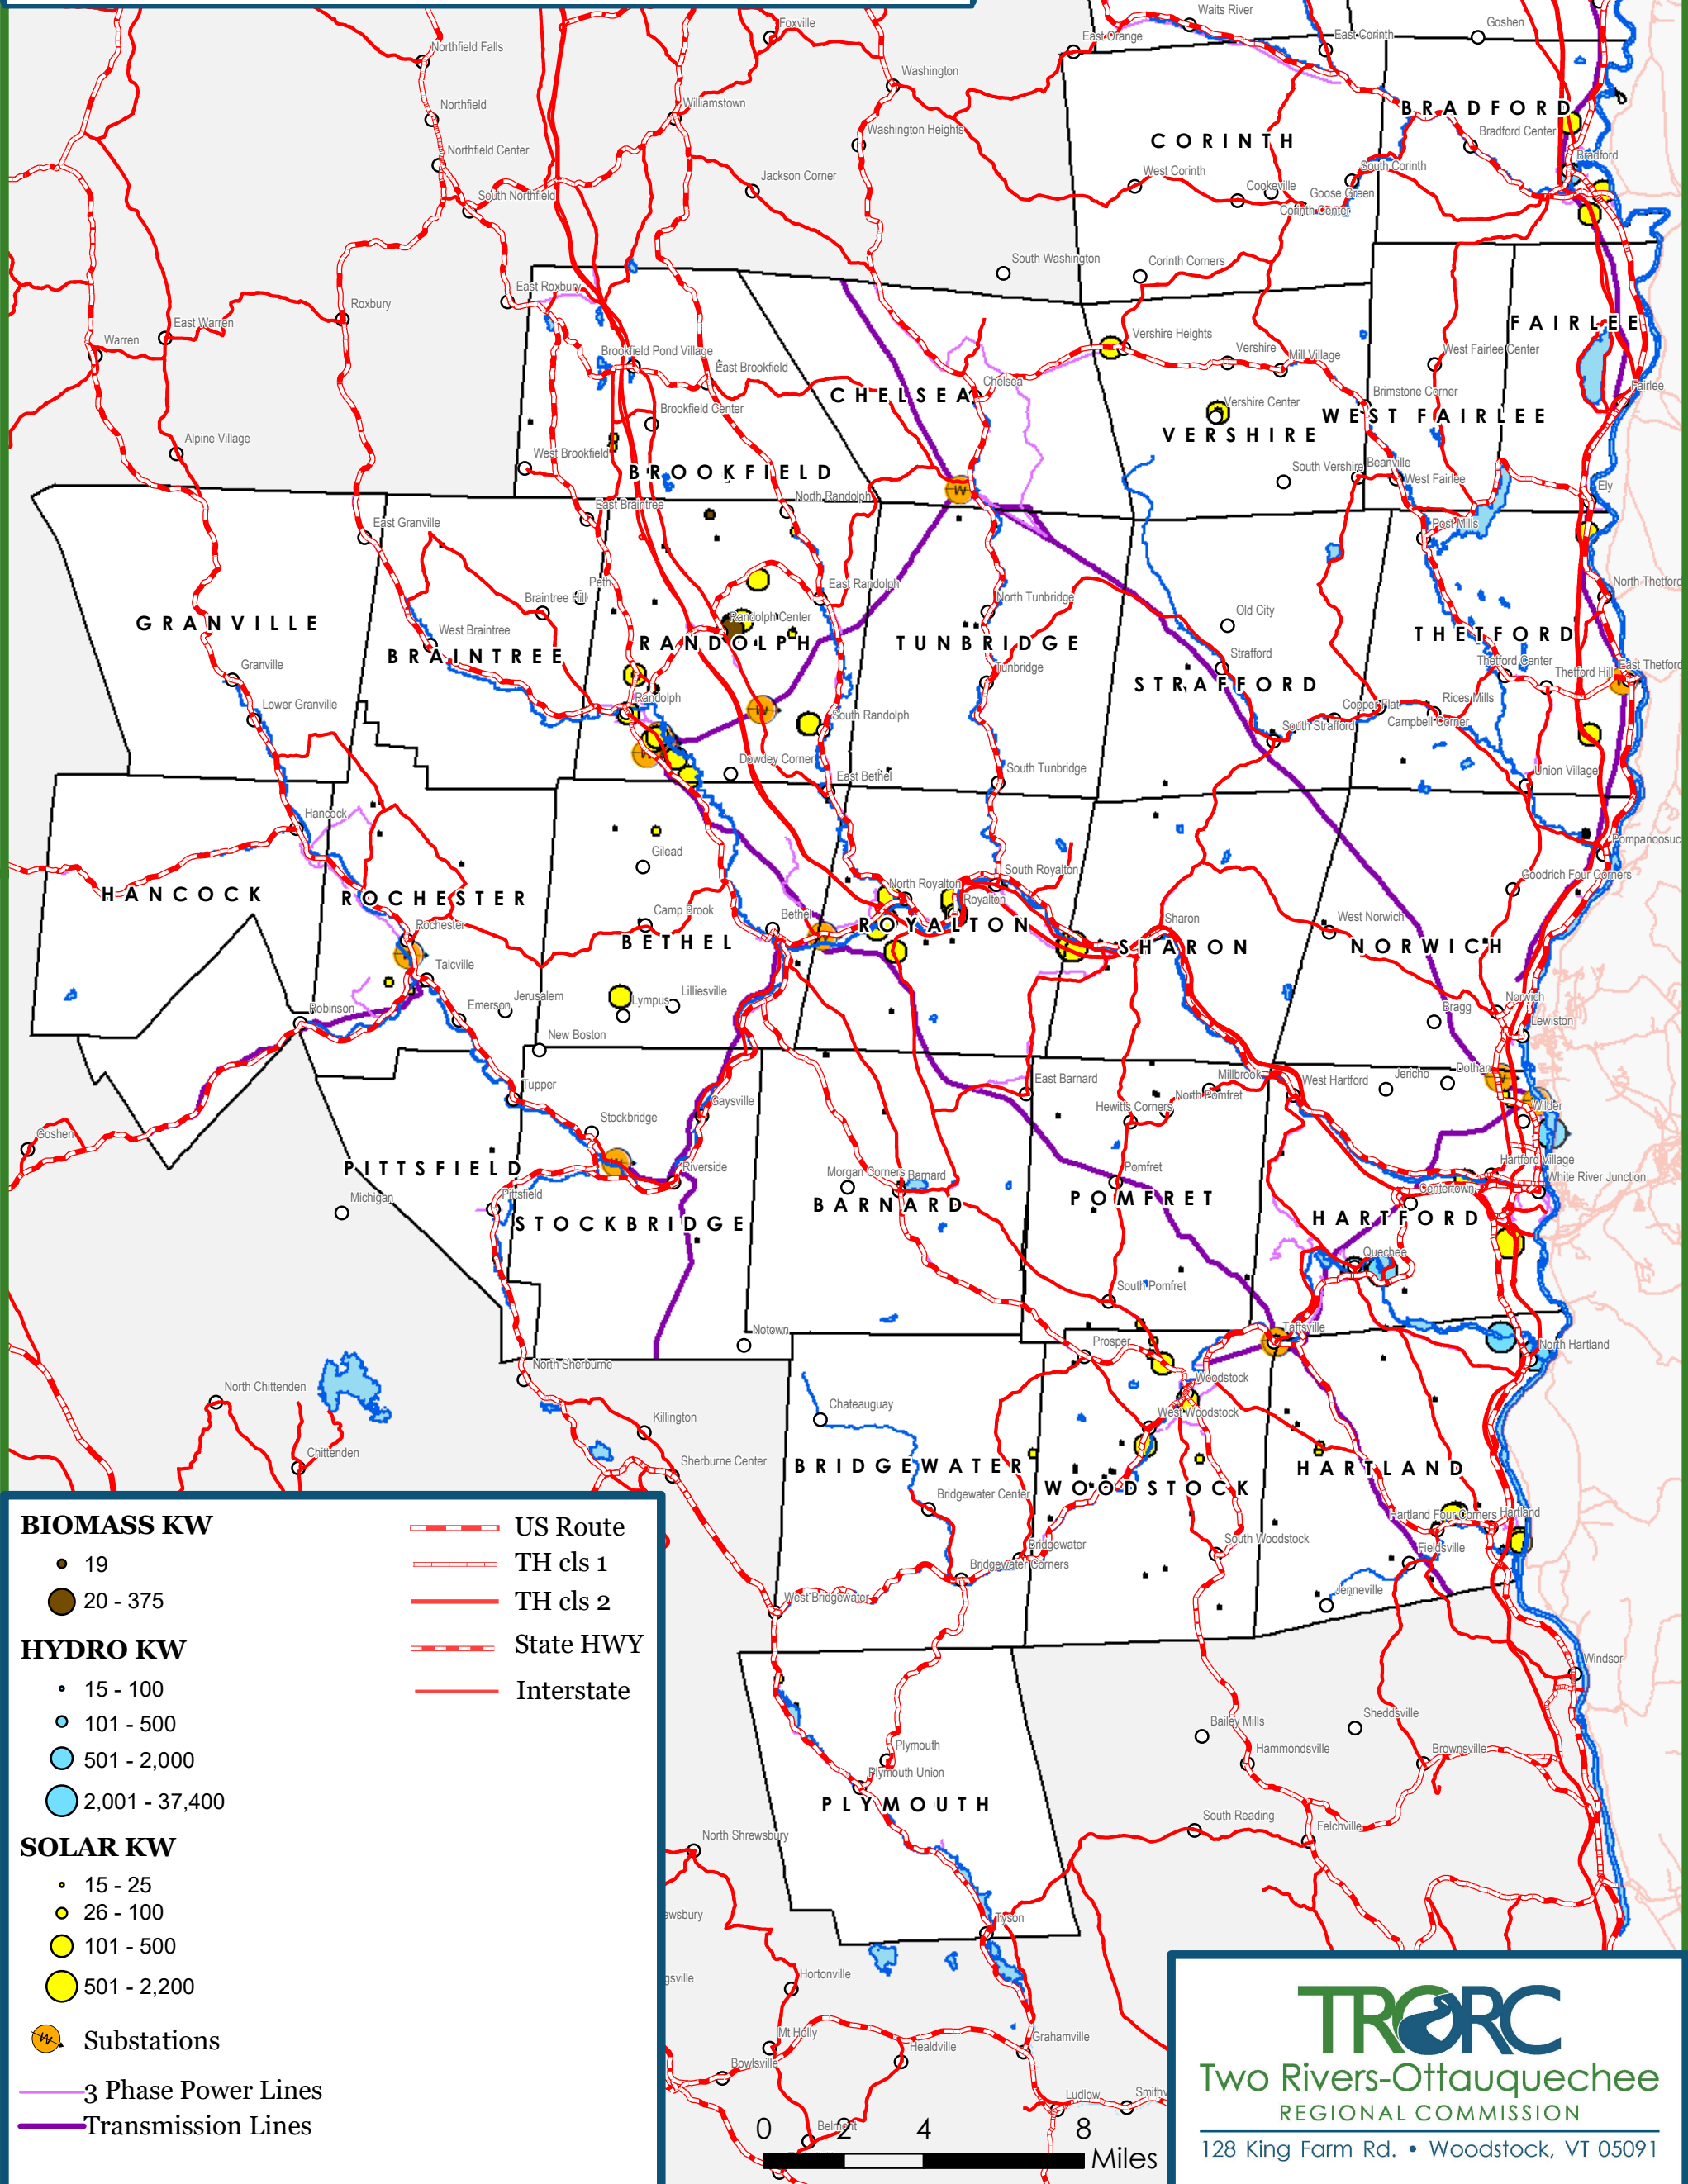 Foxville
Waits River
Goshen
Northfield Falls
East Orange
East Corinth
Washington
Northfield
Williamstown
BRADFORD
Washington Heights
Bradford Center
CORINTH
Northfield Center
Bradford
South Corinth
West Corinth
Jackson Corner
Cookeville
Goose Green
South Northfield
Corinth Center
South Washington
Corinth Corners
East Roxbury
Roxbury
East Warren
FAIRLEE
Warren
Vershire Heights
Brookfield Pond Village
Vershire
Mill Village
West Fairlee Center
East Brookfield
Chelsea
Fairlee
CHELSEA
Brimstone Corner
Brookfield Center
Vershire Center
WEST FAIRLEE
VERSHIRE
Alpine Village
West Brookfield
BROOKFIELD
South Vershire
Beanville
West Fairlee
Ely
North Randolph
East Braintree
East Granville
Post Mills
Peth
East Randolph
North Thetford
Braintree Hill
North Tunbridge
Old City
GRANVILLE
Randolph Center
West Braintree
RANDOLPH
TUNBRIDGE
THETFORD
BRAINTREE
Strafford
Thetford Center
Granville
Tunbridge
Thetford Hill
East Thetford
STRAFFORD
Randolph
Lower Granville
Copper Flat
Rices Mills
South Randolph
South Strafford
Campbell Corner
Dowdey Corner
East Bethel
South Tunbridge
Union Village
Hancock
Pompanoosuc
Gilead
South Royalton
Goodrich Four Corners
HANCOCK
ROCHESTER
North Royalton
Royalton
Camp Brook
Bethel
Sharon
West Norwich
Rochester
ROYALTON
BETHEL
SHARON
NORWICH
Talcville
Lympus
Lilliesville
Jerusalem
Emerson
Robinson
Norwich
Bragg
Lewiston
New Boston
Dothan
Tupper
East Barnard
Millbrook
West Hartford
Jericho
North Pomfret
Gaysville
Hewitts Corners
Wilder
Stockbridge
Goshen
Hartford Village
PITTSFIELD
Riverside
Morgan Corners
Barnard
Pomfret
White River Junction
Michigan
Pittsfield
Centertown
BARNARD
POMFRET
STOCKBRIDGE
HARTFORD
Quechee
South Pomfret
Notown
Taftsville
Prosper
North Hartland
North Sherburne
Woodstock
North Chittenden
Chateauguay
West Woodstock
Killington
Chittenden
Sherburne Center
BRIDGEWATER
HARTLAND
Bridgewater Center
WOODSTOCK
Hartland Four Corners
Hartland
Bridgewater
South Woodstock
Fieldsville
Bridgewater Corners
West Bridgewater
Jenneville
Windsor
Sheddsville
Bailey Mills
Plymouth
Hammondsville
Brownsville
Plymouth Union
PLYMOUTH
South Reading
Felchville
North Shrewsbury
ewsbury
Tyson
gsville
Hortonville
Mt Holly
Grahamville
Healdville
Bowlsville
Ludlow
Smithv
Belmont
BIOMASS KW
19
20 - 375
HYDRO KW
15 - 100
101 - 500
501 - 2,000
2,001 - 37,400
SOLAR KW
15 - 25
26 - 100
101 - 500
501 - 2,200
Substations
3 Phase Power Lines
Transmission Lines
US Route
TH cls 1
TH cls 2
State HWY
Interstate
0 2 4 8 Miles
TRORC
Two Rivers-Ottauquechee
REGIONAL COMMISSION
128 King Farm Rd. • Woodstock, VT 05091